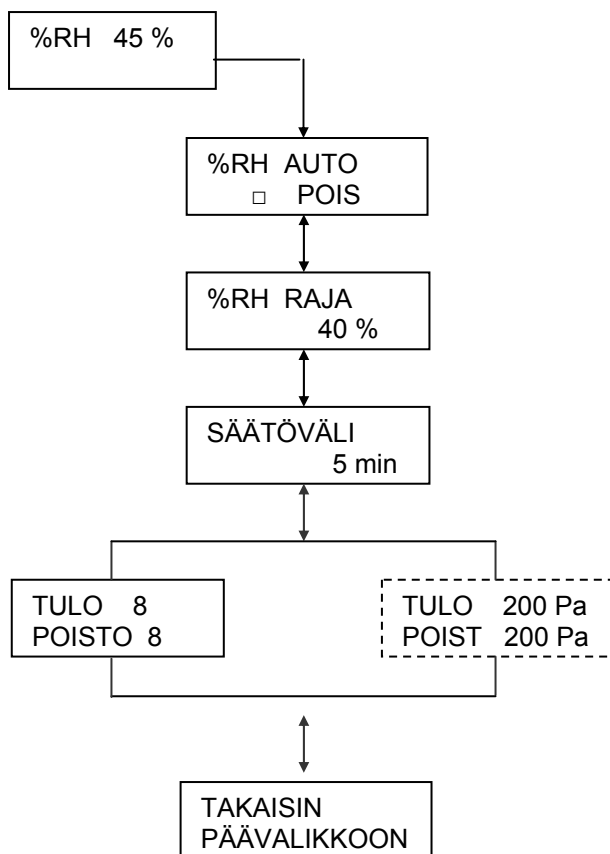 %RH 45 %
%RH AUTO
□ POIS
%RH RAJA
40 %
SÄÄTÖVÄLI
5 min
TULO 8
POISTO 8
TULO 200 Pa
POIST 200 Pa
TAKAISIN
PÄÄVALIKKOON